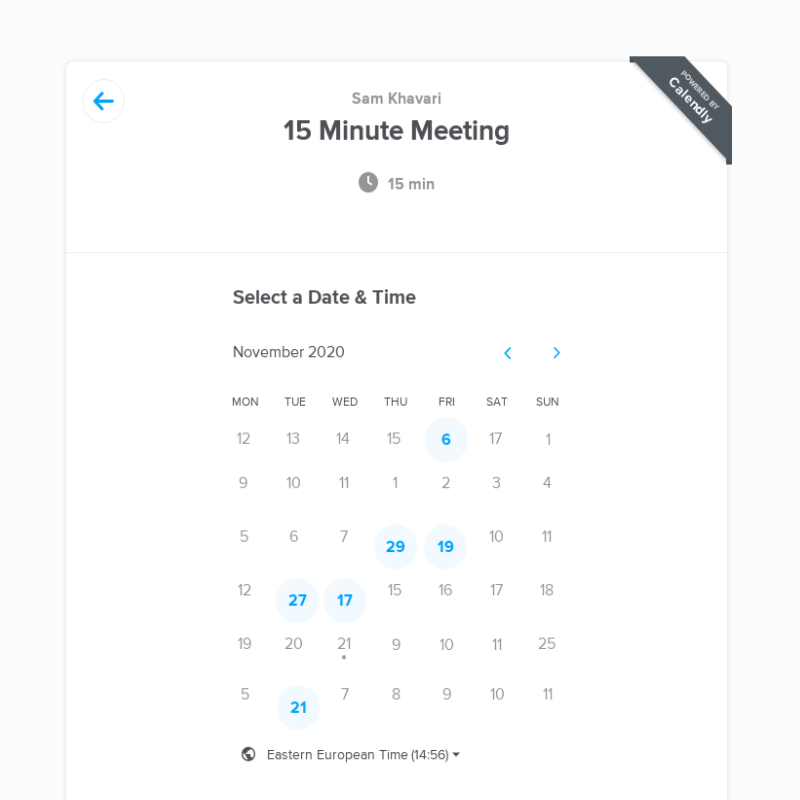 POWERED BY
Calendly
Sam Khavari
15 Minute Meeting
15 min
Select a Date & Time
November 2020
MON TUE WED THU FRI SAT SUN
12 13 14 15 6 17 1
9 10 11 1 2 3 4
5 6 7 29 19 10 11
12 27 17 15 16 17 18
19 20 21 9 10 11 25
5 21 7 8 9 10 11
Eastern European Time (14:56)